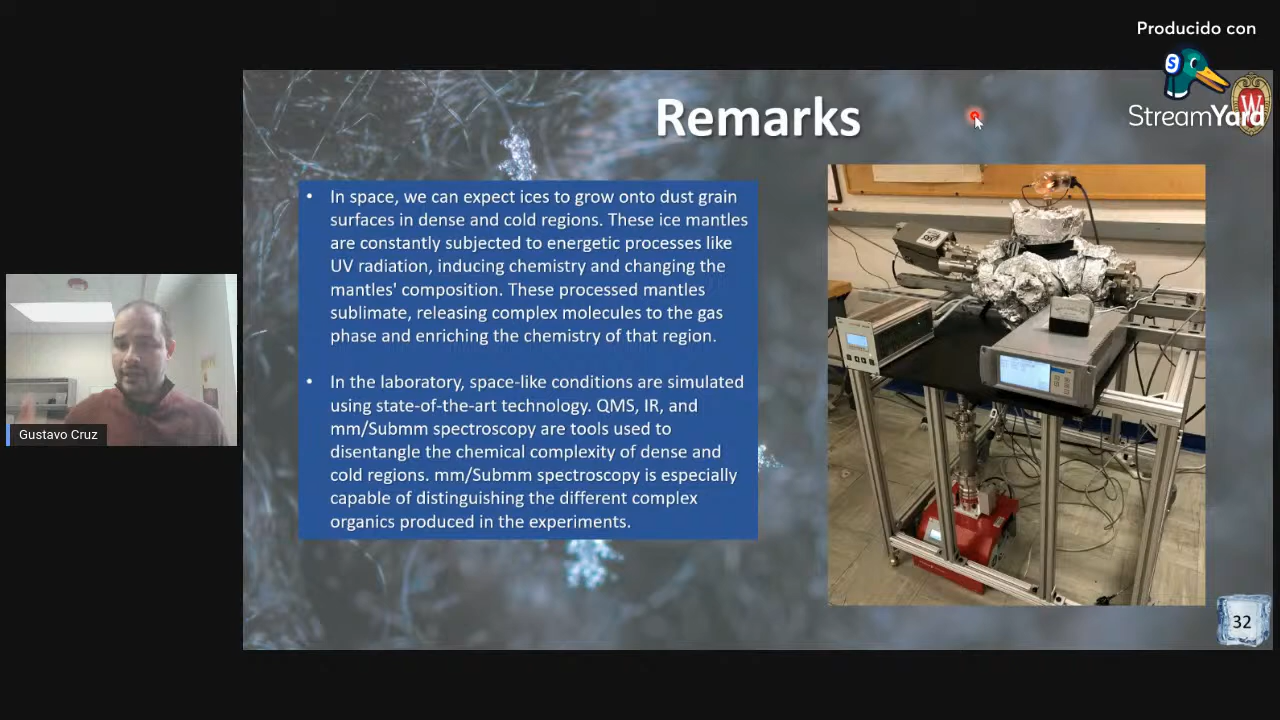 Producido con
S
StreamYard
W
Remarks
• In space, we can expect ices to grow onto dust grain
surfaces in dense and cold regions. These ice mantles
are constantly subjected to energetic processes like
UV radiation, inducing chemistry and changing the
mantles' composition. These processed mantles
sublimate, releasing complex molecules to the gas
phase and enriching the chemistry of that region.
• In the laboratory, space-like conditions are simulated
using state-of-the-art technology. QMS, IR, and
mm/Submm spectroscopy are tools used to
disentangle the chemical complexity of dense and
cold regions. mm/Submm spectroscopy is especially
capable of distinguishing the different complex
organics produced in the experiments.
Gustavo Cruz
32